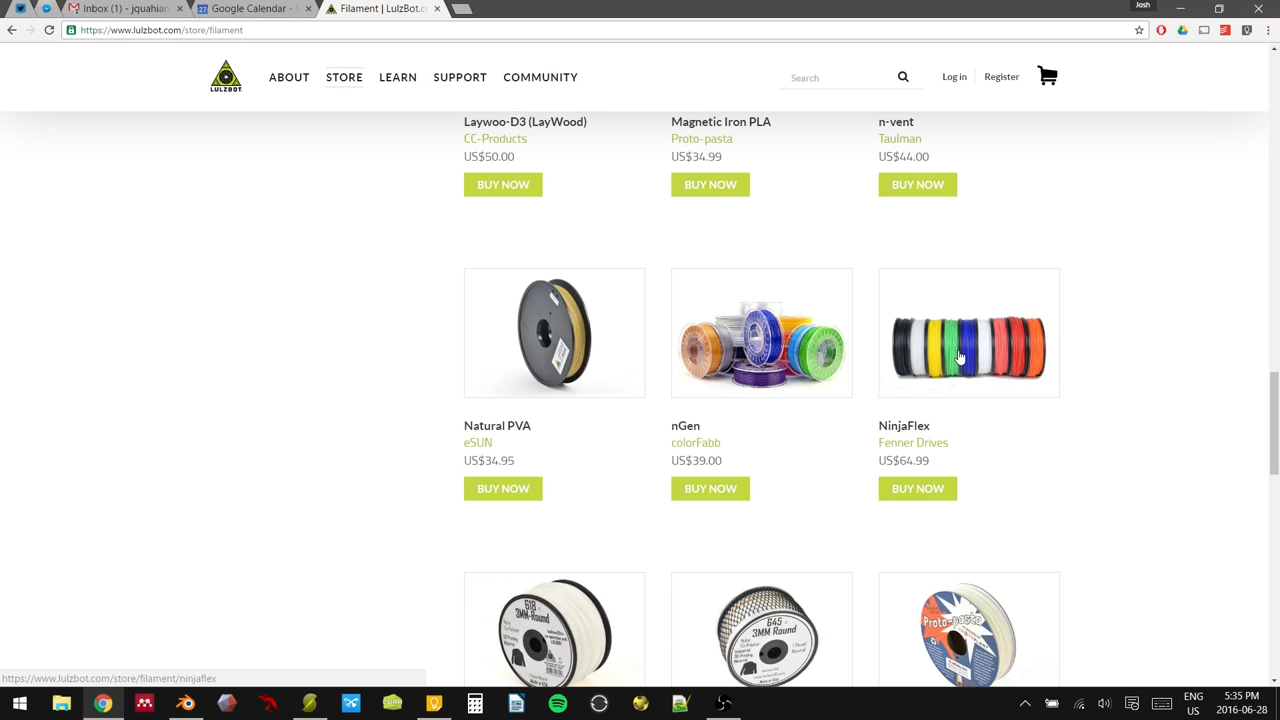 Inbox (1) - jquahian
Google Calendar - W
Filament | LulzBot.co
Josh
https://www.lulzbot.com/store/filament
LULZBOT
ABOUT
STORE
LEARN
SUPPORT
COMMUNITY
Search
Log in
Register
Laywoo-D3 (LayWood)
CC-Products
US$50.00
BUY NOW
Magnetic Iron PLA
Proto-pasta
US$34.99
BUY NOW
n-vent
Taulman
US$44.00
BUY NOW
Natural PVA
eSUN
US$34.95
BUY NOW
nGen
colorFabb
US$39.00
BUY NOW
NinjaFlex
Fenner Drives
US$64.99
BUY NOW
618
3MM-Round
645
3MM Round
Proto-pasta
https://www.lulzbot.com/store/filament/ninjaflex
ENG
US
5:35 PM
2016-06-28